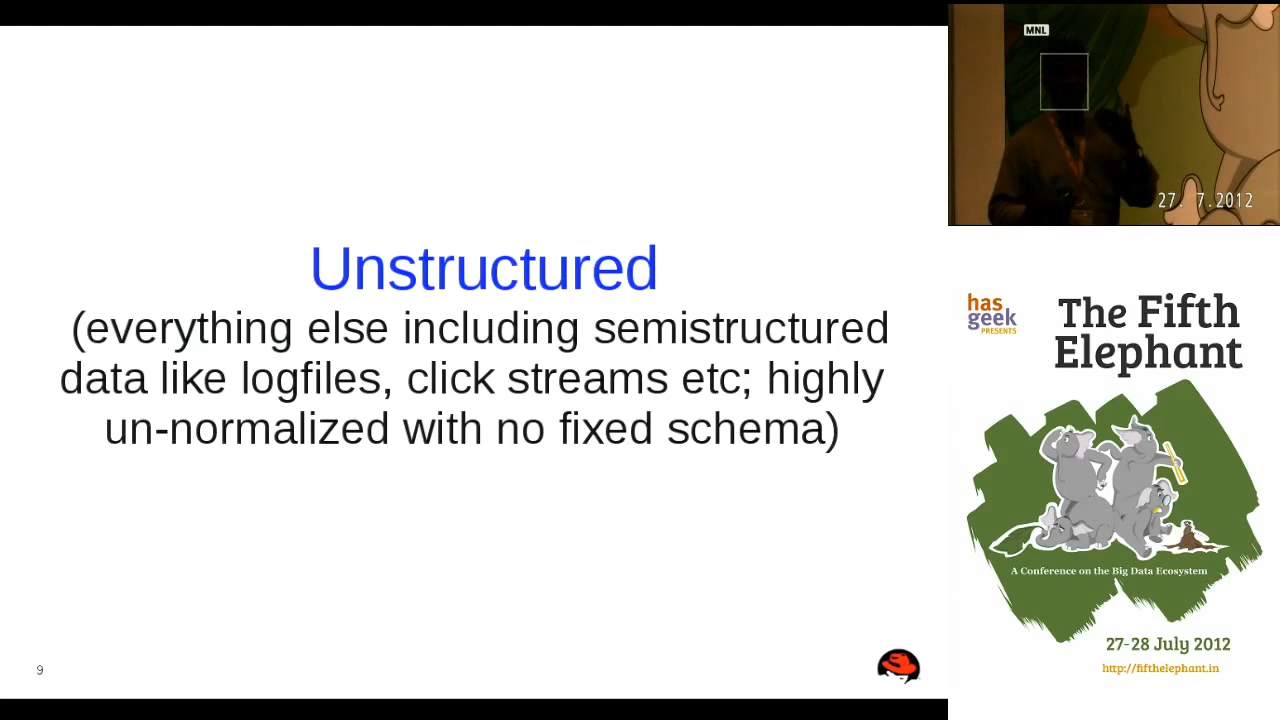 Unstructured
(everything else including semistructured
data like logfiles, click streams etc; highly
un-normalized with no fixed schema)
9
MNL
27. 7.2012
has
geek
PRESENTS
The Fifth
Elephant
A Conference on the Big Data Ecosystem
27-28 July 2012
http://fifthelephant.in